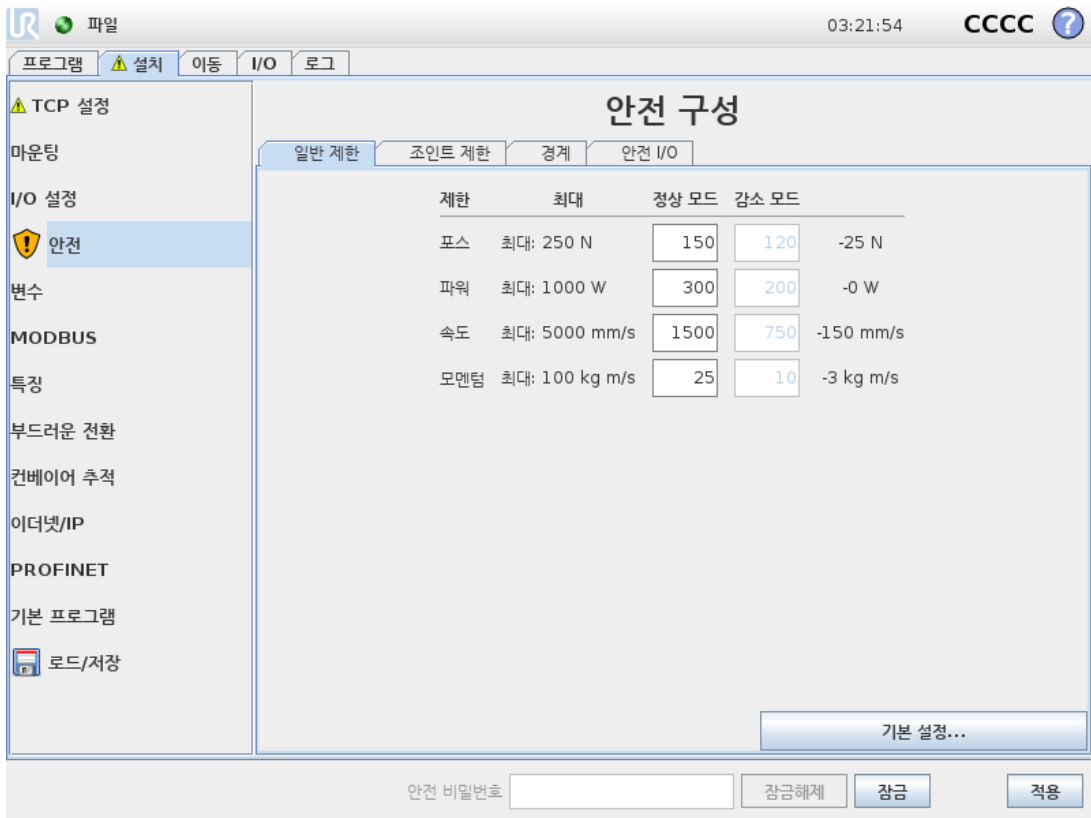 UR 파일 03:21:54 CCCC ?
프로그램 설치 이동 I/O 로그
TCP 설정
마운팅
I/O 설정
안전
변수
MODBUS
특징
부드러운 전환
컨베이어 추적
이더넷/IP
PROFINET
기본 프로그램
로드/저장
안전 구성
일반 제한 조인트 제한 경계 안전 I/O
제한 최대 정상 모드 감소 모드
포스 최대: 250 N 150 120 -25 N
파워 최대: 1000 W 300 200 -0 W
속도 최대: 5000 mm/s 1500 750 -150 mm/s
모멘텀 최대: 100 kg m/s 25 10 -3 kg m/s
기본 설정...
안전 비밀번호 잠금해제 잠금 적용